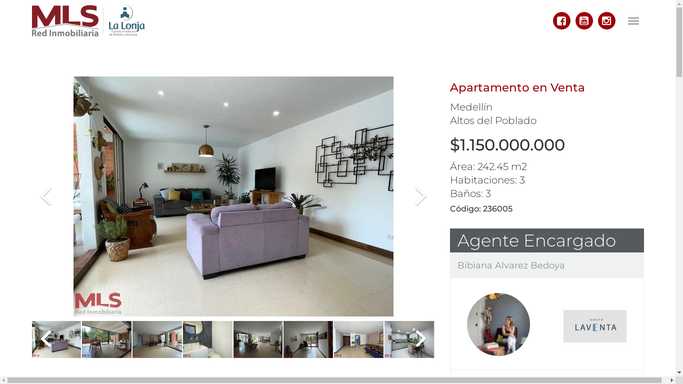 MLS
Red Inmobiliaria
La Lonja
Apartamento en Venta
Medellín
Altos del Poblado
$1.150.000.000
Área: 242.45 m2
Habitaciones: 3
Baños: 3
Código: 236005
Agente Encargado
Bibiana Alvarez Bedoya
LAVENTA
MLS
Red Inmobiliaria